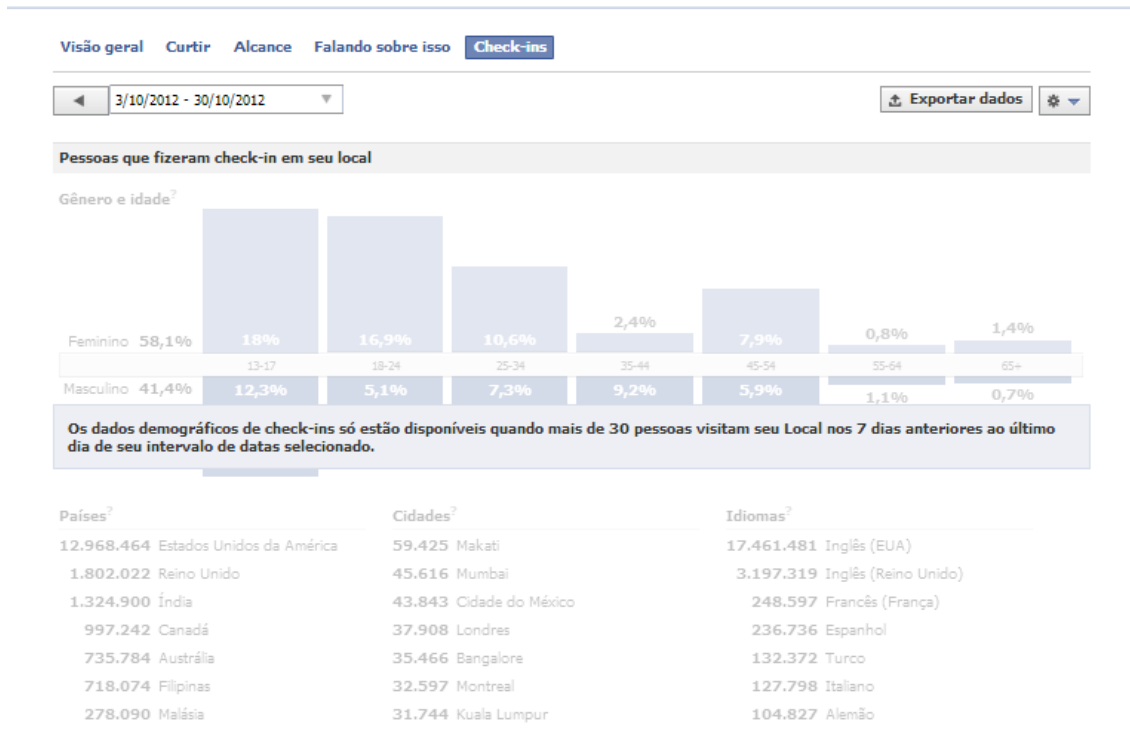 Visão geral Curtir Alcance Falando sobre isso Check-ins
3/10/2012 - 30/10/2012 Exportar dados
Pessoas que fizeram check-in em seu local
Gênero e idade?
Feminino 58,1% 18% 16,9% 10,6% 2,4% 7,9% 0,8% 1,4%
13-17 18-24 25-34 35-44 45-54 55-64 65+
Masculino 41,4% 12,3% 5,1% 7,3% 9,2% 5,9% 1,1% 0,7%
Os dados demográficos de check-ins só estão disponíveis quando mais de 30 pessoas visitam seu Local nos 7 dias anteriores ao último
dia de seu intervalo de datas selecionado.
Países? Cidades? Idiomas?
12.968.464 Estados Unidos da América 59.425 Makati 17.461.481 Inglês (EUA)
1.802.022 Reino Unido 45.616 Mumbai 3.197.319 Inglês (Reino Unido)
1.324.900 Índia 43.843 Cidade do México 248.597 Francês (França)
997.242 Canadá 37.908 Londres 236.736 Espanhol
735.784 Austrália 35.466 Bangalore 132.372 Turco
718.074 Filipinas 32.597 Montreal 127.798 Italiano
278.090 Malásia 31.744 Kuala Lumpur 104.827 Alemão